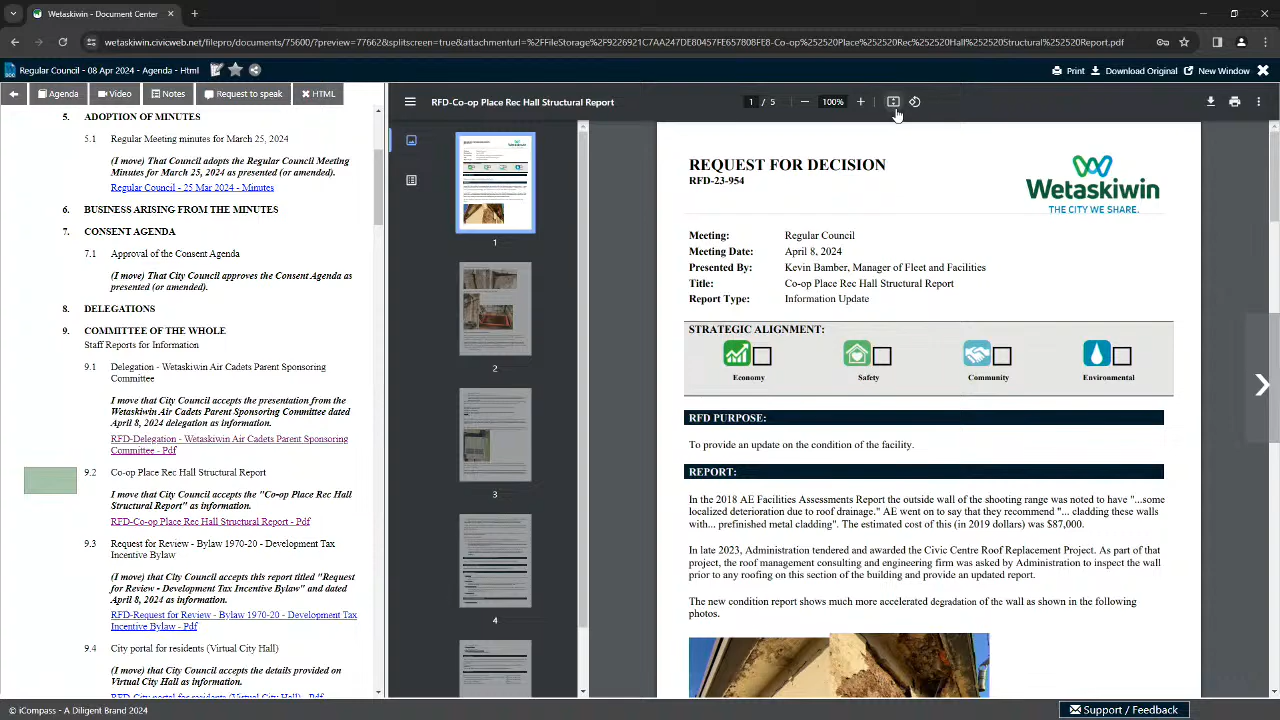 Wetaskiwin - Document
wetaskiwin.civicweb.net/filepro/documents/75600/?preview=77662&splitscreen=true&attachmenturl=%2FFileStorage%2F9226921C7AA247DE80457FE657808FE8-Co-op%252520Place%252520Rec%252520Hall%252520Structural%252520Report.pdf
Regular Council - 08 Apr 2024 - Agenda - Html
Print
Download Original
New Window
Agenda
Video
Notes
Request to speak
HTML
5. ADOPTION OF MINUTES
5.1 Regular Meeting minutes for March 25, 2024
(I move) That City Council adopts the Regular Council Meeting
Minutes for March 25, 2024 as presented (or amended).
Regular Council - 25 Mar 2024 - Minutes
6. BUSINESS ARISING FROM THE MINUTES
7. CONSENT AGENDA
7.1 Approval of the Consent Agenda
(I move) That City Council approves the Consent Agenda as
presented (or amended).
8. DELEGATIONS
9. COMMITTEE OF THE WHOLE
Staff Reports for Information
9.1 Delegation - Wetaskiwin Air Cadets Parent Sponsoring
Committee
I move that City Council accepts the presentation from the
Wetaskiwin Air Cadets Parent Sponsoring Committee dated
April 8, 2024 delegation as information.
RFD-Delegation - Wetaskiwin Air Cadets Parent Sponsoring
Committee - Pdf
9.2 Co-op Place Rec Hall Structural Report
I move that City Council accepts the "Co-op Place Rec Hall
Structural Report" as information.
RFD-Co-op Place Rec Hall Structural Report - Pdf
9.3 Request for Review - Bylaw 1970-20 - Development Tax
Incentive Bylaw
(I move) that City Council accepts this report titled "Request
for Review - Development Tax Incentive Bylaw" and dated
April 8, 2024 as information.
RFD-Request for Review - Bylaw 1970-20 - Development Tax
Incentive Bylaw - Pdf
9.4 City portal for residents (Virtual City Hall)
(I move) that City Council accepts the details provided on
Virtual City Hall as information.
RFD-City portal for residents (Virtual City Hall) - Pdf
RFD-Co-op Place Rec Hall Structural Report
1 / 5
100%
1
2
3
4
REQUEST FOR DECISION
RFD-23-954
Wetaskiwin
THE CITY WE SHARE.
Meeting: Regular Council
Meeting Date: April 8, 2024
Presented By: Kevin Bamber, Manager of Fleet and Facilities
Title: Co-op Place Rec Hall Structural Report
Report Type: Information Update
STRATEGIC ALIGNMENT:
Economy Safety Community Environmental
RFD PURPOSE:
To provide an update on the condition of the facility.
REPORT:
In the 2018 AE Facilities Assessments Report the outside wall of the shooting range was noted to have "...some
localized deterioration due to roof drainage." AE went on to say that they recommend "... cladding these walls
with... prefinished metal cladding". The estimated cost of this (in 2019 dollars) was $87,000.
In late 2023, Administration tendered and awarded the Civic Centre Roof Replacement Project. As part of that
project, the roof management consulting and engineering firm was asked by Administration to inspect the wall
prior to any roofing on this section of the building and provide an updated report.
The new condition report shows much more accelerated degradation of the wall as shown in the following
photos.
© iCompass - A Diligent Brand 2024
Support / Feedback